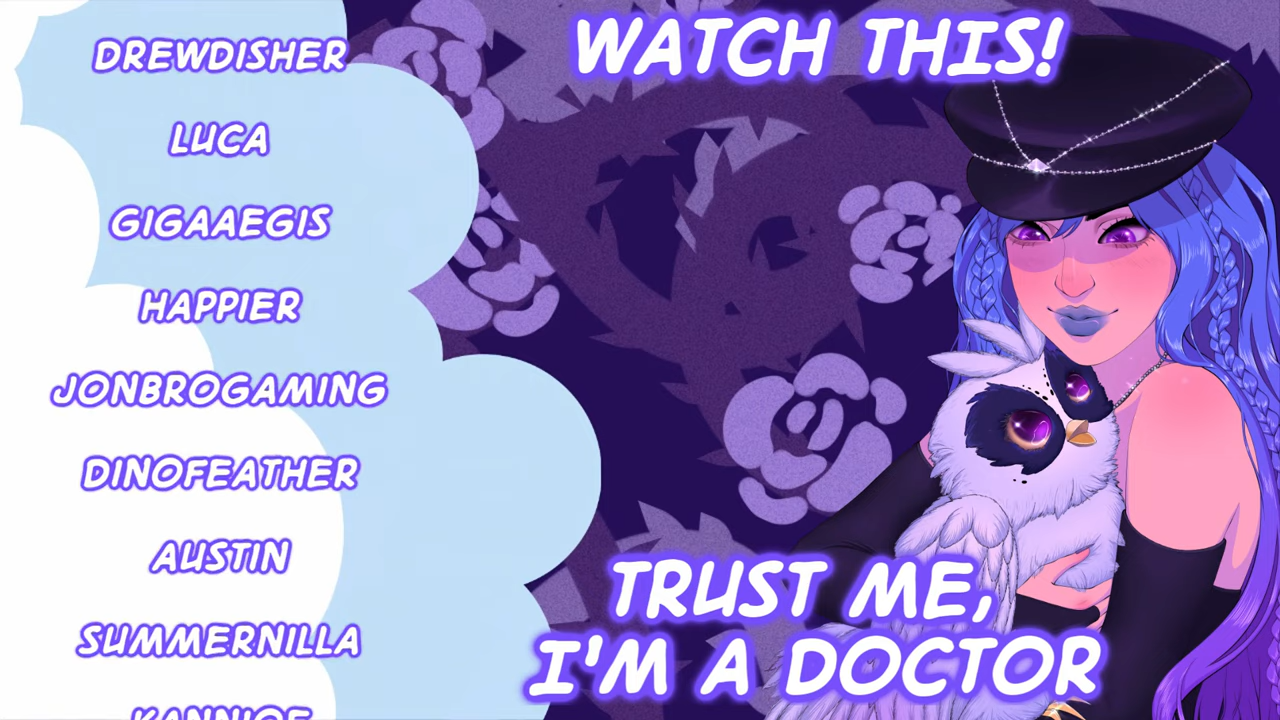 DREWDISHER
LUCA
GIGAAEGIS
HAPPIER
JONBROGAMING
DINOFEATHER
AUSTIN
SUMMERNILLA
WATCH THIS!
TRUST ME,
I'M A DOCTOR